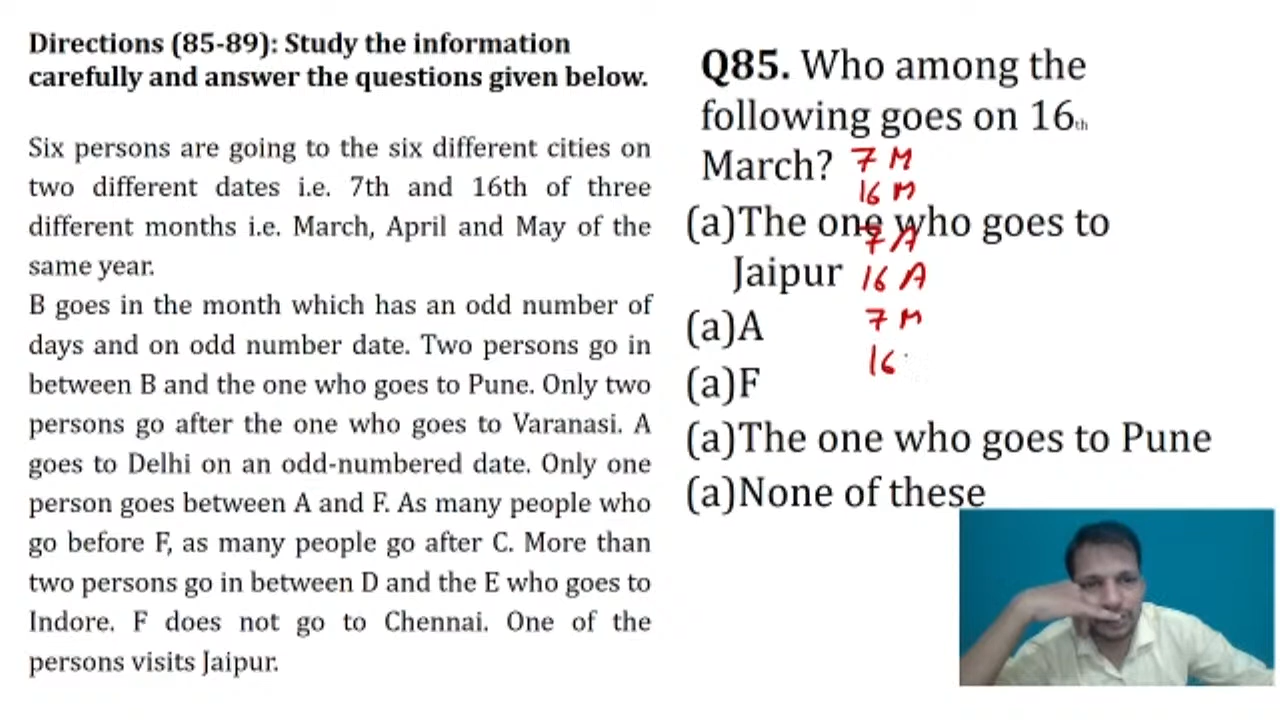 Directions (85-89): Study the information
carefully and answer the questions given below.
Six persons are going to the six different cities on
two different dates i.e. 7th and 16th of three
different months i.e. March, April and May of the
same year.
B goes in the month which has an odd number of
days and on odd number date. Two persons go in
between B and the one who goes to Pune. Only two
persons go after the one who goes to Varanasi. A
goes to Delhi on an odd-numbered date. Only one
person goes between A and F. As many people who
go before F, as many people go after C. More than
two persons go in between D and the E who goes to
Indore. F does not go to Chennai. One of the
persons visits Jaipur.
Q85. Who among the
following goes on 16th
March?
(a)The one who goes to
Jaipur
(a)A
(a)F
(a)The one who goes to Pune
(a)None of these
7 M
16 M
7 A
16 A
7 M
16